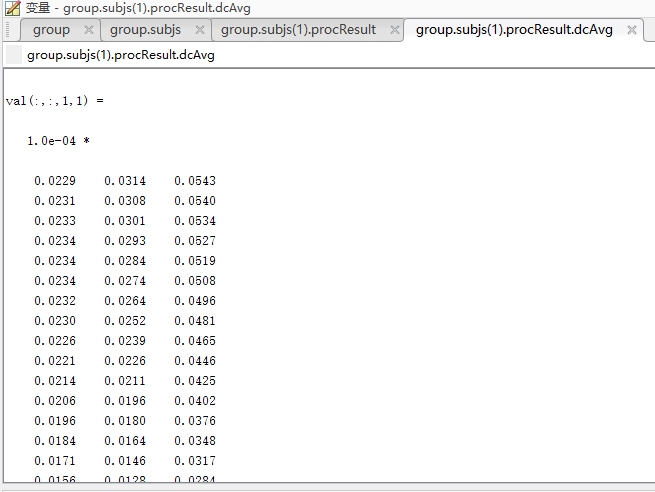 变量 - group.subjs(1).procResult.dcAvg
group group.subjs group.subjs(1).procResult group.subjs(1).procResult.dcAvg
group.subjs(1).procResult.dcAvg
val(:,:,1,1) =
1.0e-04 *
0.0229 0.0314 0.0543
0.0231 0.0308 0.0540
0.0233 0.0301 0.0534
0.0234 0.0293 0.0527
0.0234 0.0284 0.0519
0.0234 0.0274 0.0508
0.0232 0.0264 0.0496
0.0230 0.0252 0.0481
0.0226 0.0239 0.0465
0.0221 0.0226 0.0446
0.0214 0.0211 0.0425
0.0206 0.0196 0.0402
0.0196 0.0180 0.0376
0.0184 0.0164 0.0348
0.0171 0.0146 0.0317
0.0156 0.0128 0.0284